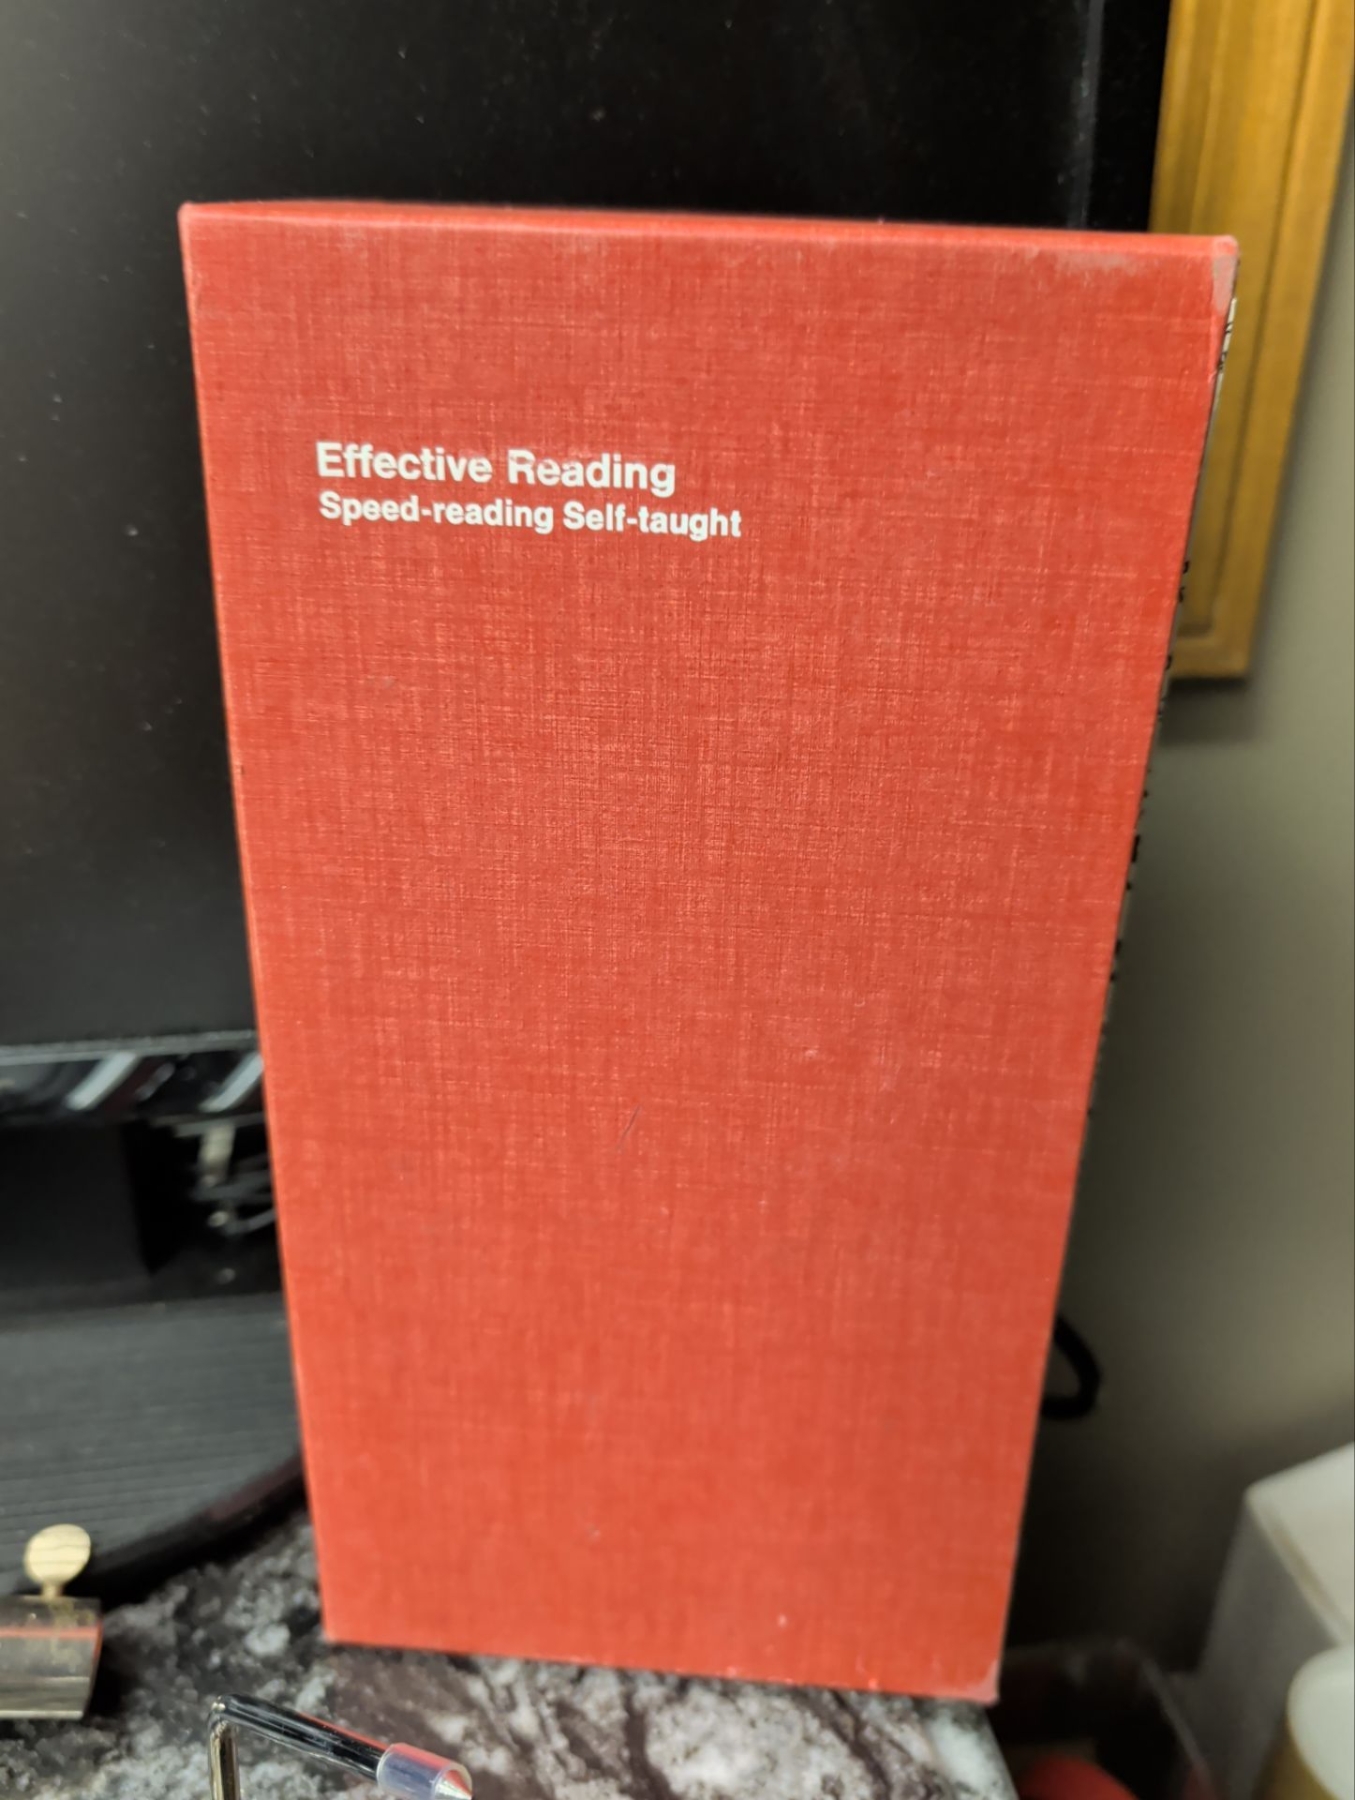 Effective Reading
Speed-reading Self-taught